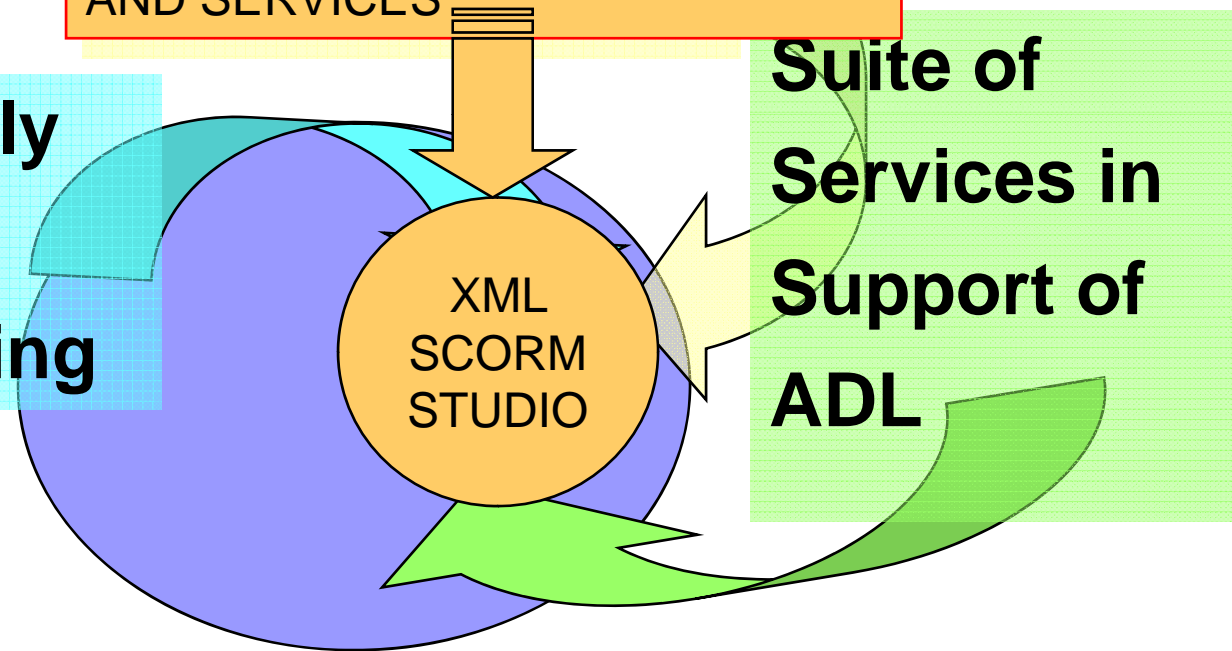 AND SERVICES
Suite of
Services in
Support of
ADL
ly
ing
XML
SCORM
STUDIO